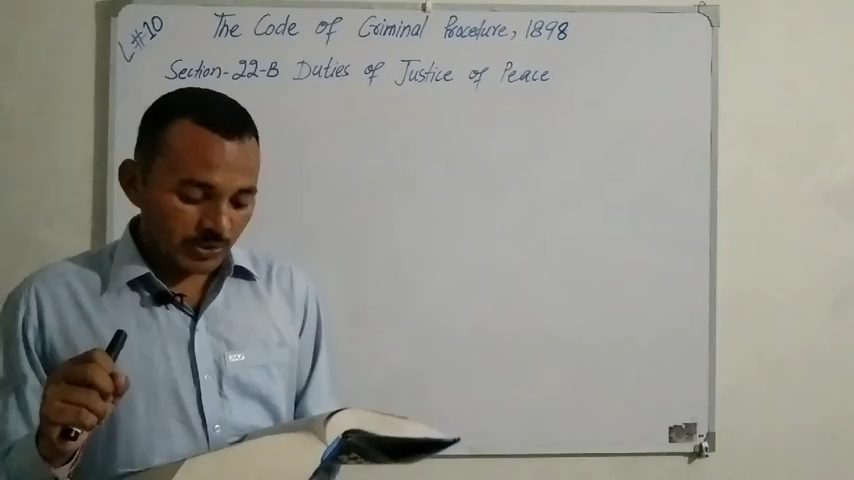 L#10
The Code of Criminal Procedure, 1898
Section-22-B Duties of Justice of Peace